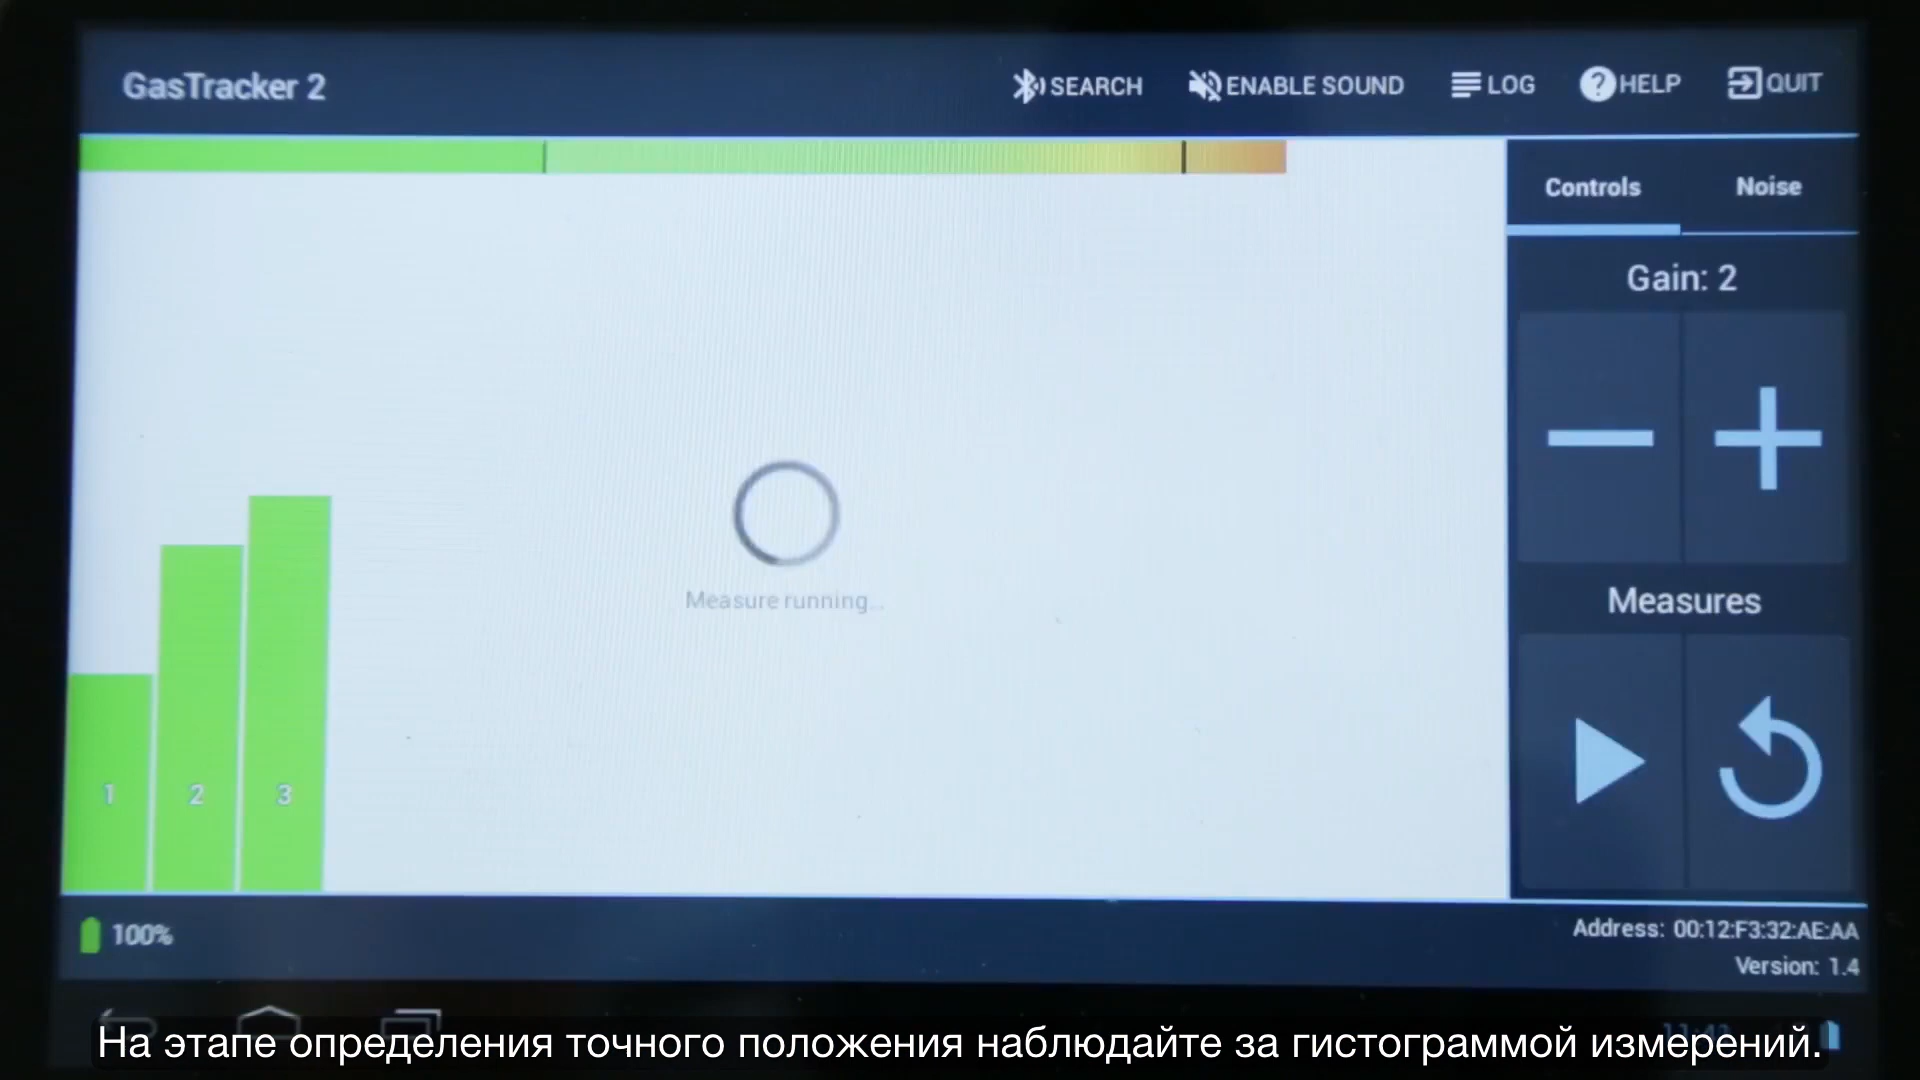 GasTracker 2
SEARCH
ENABLE SOUND
LOG
HELP
QUIT
Controls
Noise
Gain: 2
Measure running...
Measures
1
2
3
100%
Address: 00:12:F3:32:AE:AA
Version: 1.4
На этапе определения точного положения наблюдайте за гистограммой измерений.